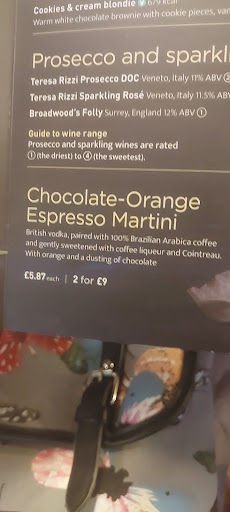 Cookies & cream blondie V 679 kcal
Warm white chocolate brownie with cookie pieces,
Prosecco and
Teresa Rizzi Prosecco DOC Veneto, Italy 11% ABV ②
Teresa Rizzi Sparkling Rosé Veneto, Italy 11.5%
Broadwood's Folly Surrey, England 12% ABV ①
Guide to wine range
Prosecco and sparkling wines are rated
① (the driest) to ④ (the sweetest).
Chocolate-Orange
Espresso Martini
British vodka, paired with 100% Brazilian Arabica coffee
and gently sweetened with coffee liqueur and Cointreau.
With orange and a dusting of chocolate
£5.87 each | 2 for £9